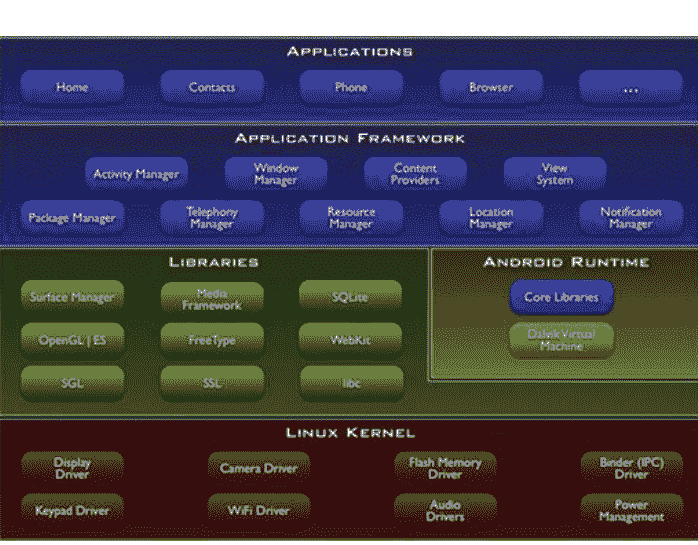 APPLICATIONS
Home
Contacts
Phone
Browser
...
APPLICATION FRAMEWORK
Activity Manager
Window
Manager
Content
Providers
View
System
Package Manager
Telephony
Manager
Resource
Manager
Location
Manager
Notification
Manager
LIBRARIES
Surface Manager
Media
Framework
SQLite
OpenGL | ES
FreeType
WebKit
SGL
SSL
libc
ANDROID RUNTIME
Core Libraries
Dalvik Virtual
Machine
LINUX KERNEL
Display
Driver
Camera Driver
Flash Memory
Driver
Binder (IPC)
Driver
Keypad Driver
WiFi Driver
Audio
Drivers
Power
Management